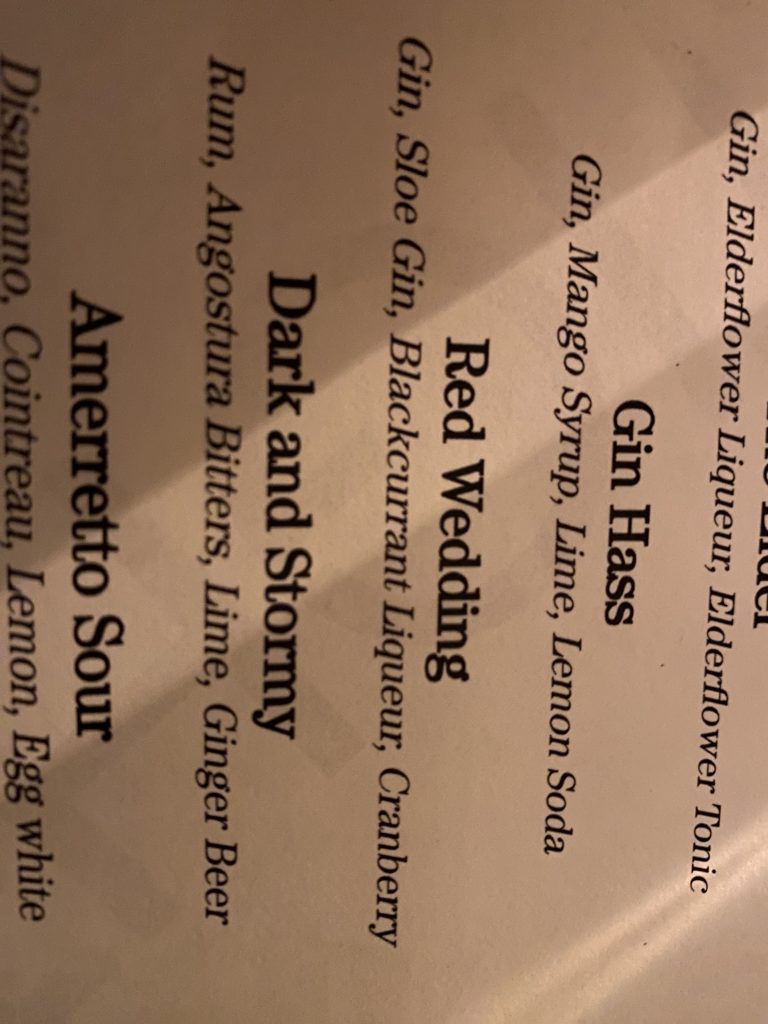 Elder
Gin, Elderflower Liqueur, Elderflower Tonic
Gin Hass
Gin, Mango Syrup, Lime, Lemon Soda
Red Wedding
Gin, Sloe Gin, Blackcurrant Liqueur, Cranberry
Dark and Stormy
Rum, Angostura Bitters, Lime, Ginger Beer
Amerretto Sour
Disaranno, Cointreau, Lemon, Egg white